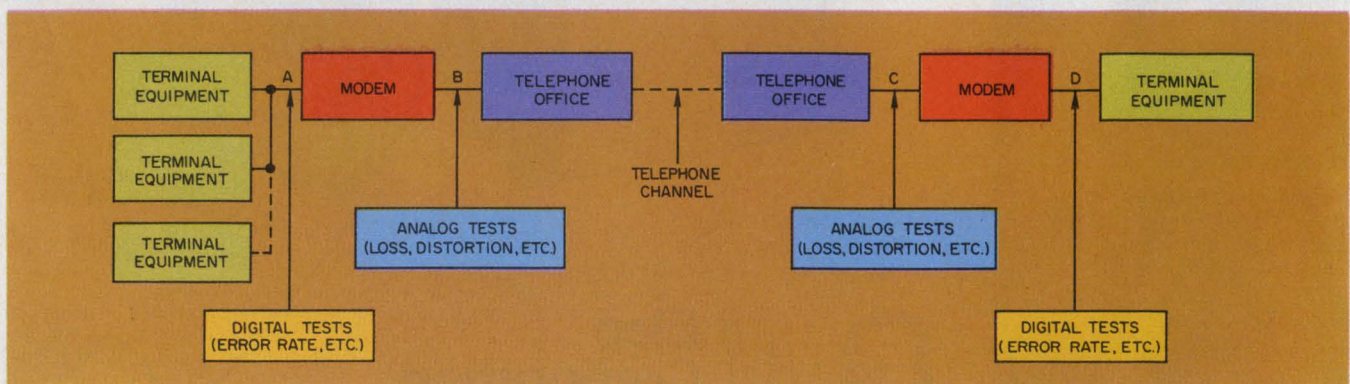 TERMINAL
EQUIPMENT
A
MODEM
B
TELEPHONE
OFFICE
TELEPHONE
OFFICE
C
MODEM
D
TERMINAL
EQUIPMENT
TERMINAL
EQUIPMENT
TELEPHONE
CHANNEL
TERMINAL
EQUIPMENT
ANALOG TESTS
(LOSS, DISTORTION, ETC.)
ANALOG TESTS
(LOSS, DISTORTION, ETC.)
DIGITAL TESTS
(ERROR RATE, ETC.)
DIGITAL TESTS
(ERROR RATE, ETC.)